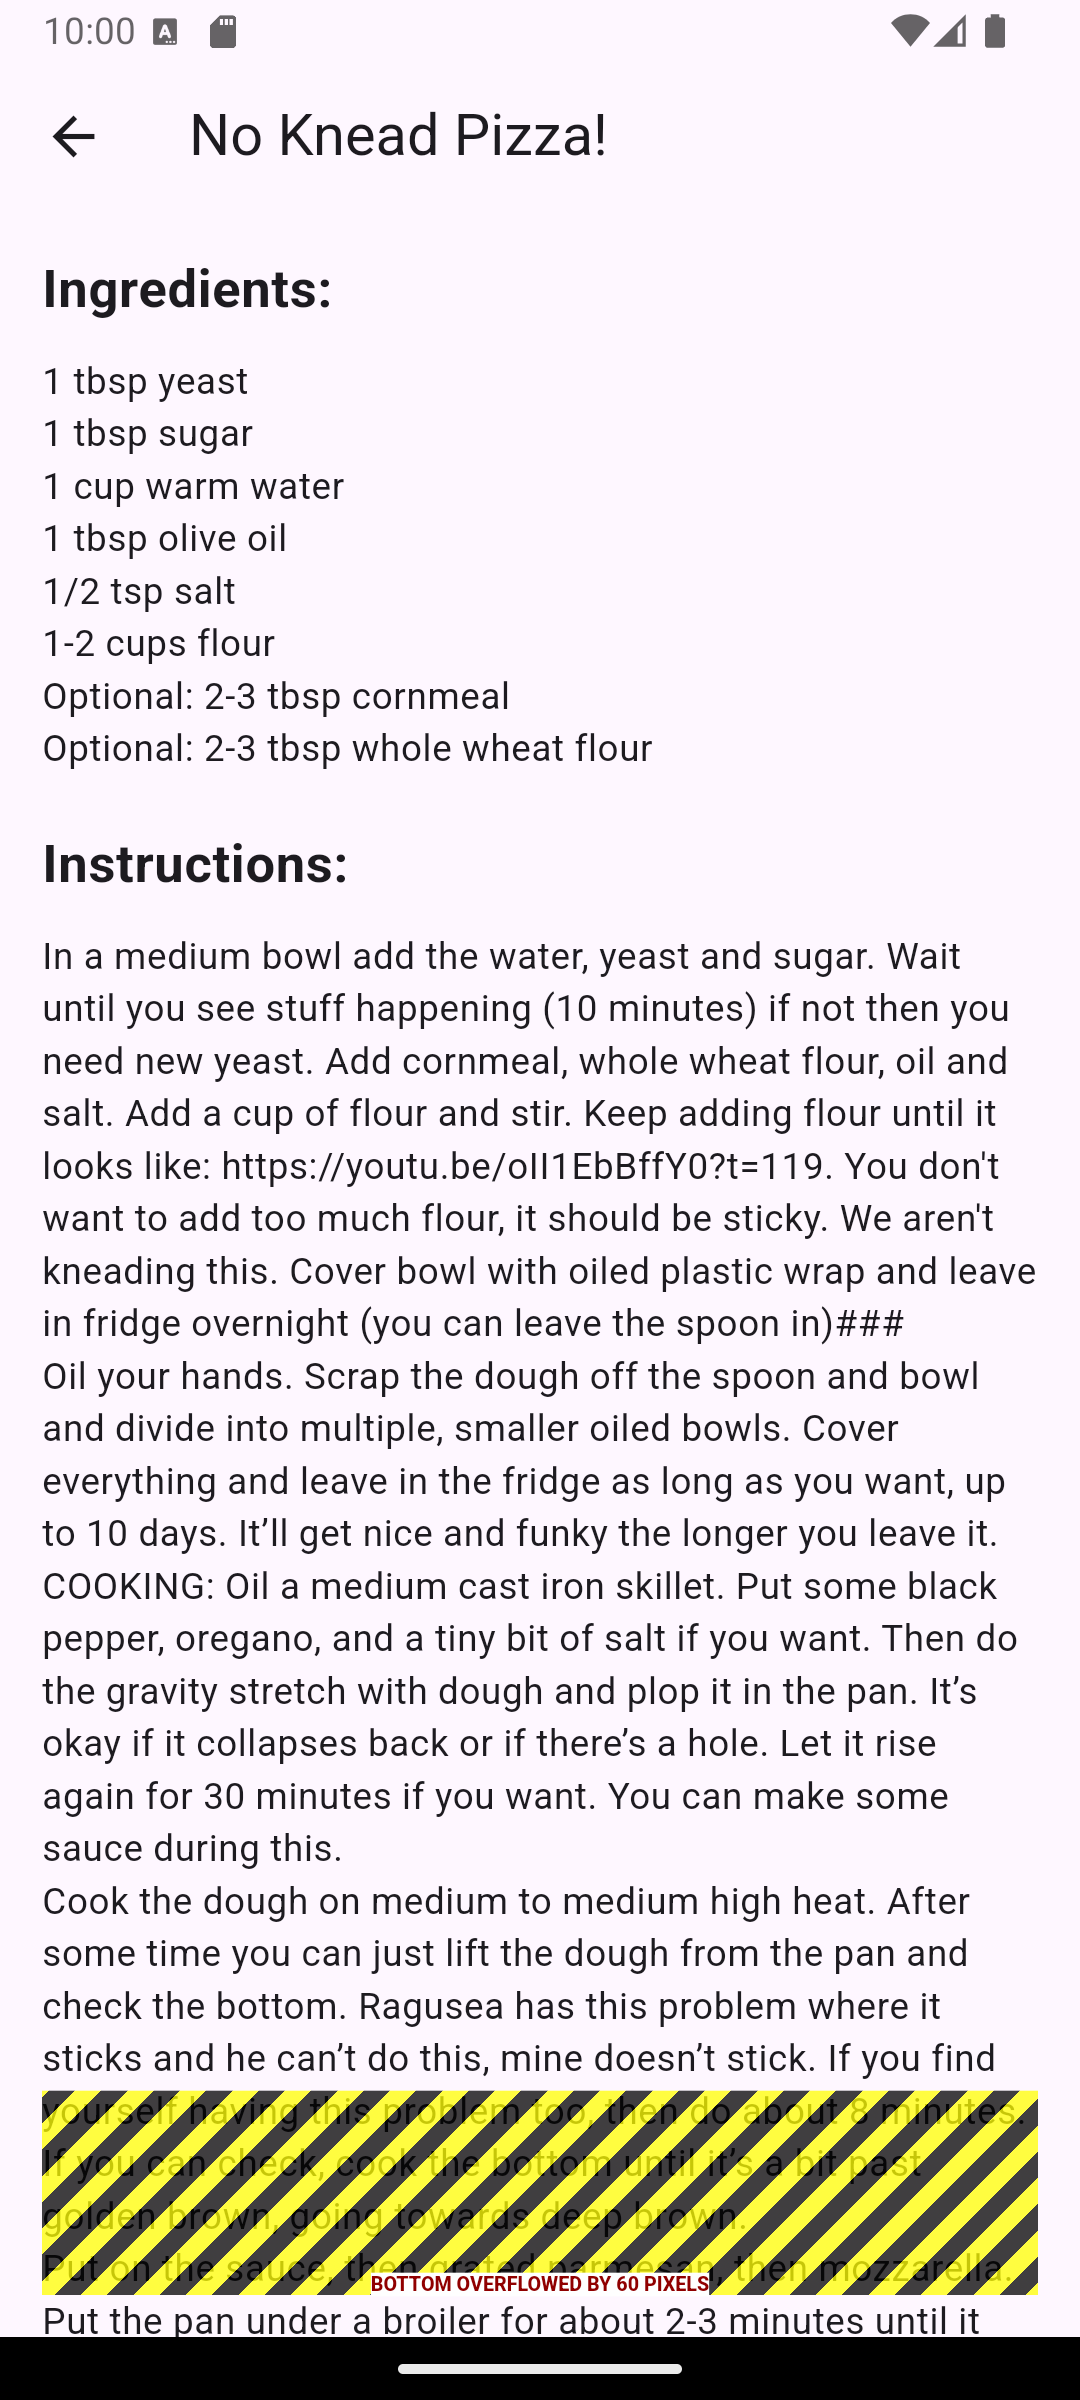 10:00
No Knead Pizza!
Ingredients:
1 tbsp yeast
1 tbsp sugar
1 cup warm water
1 tbsp olive oil
1/2 tsp salt
1-2 cups flour
Optional: 2-3 tbsp cornmeal
Optional: 2-3 tbsp whole wheat flour
Instructions:
In a medium bowl add the water, yeast and sugar. Wait
until you see stuff happening (10 minutes) if not then you
need new yeast. Add cornmeal, whole wheat flour, oil and
salt. Add a cup of flour and stir. Keep adding flour until it
looks like: https://youtu.be/oII1EbBffY0?t=119. You don't
want to add too much flour, it should be sticky. We aren't
kneading this. Cover bowl with oiled plastic wrap and leave
in fridge overnight (you can leave the spoon in)###
Oil your hands. Scrap the dough off the spoon and bowl
and divide into multiple, smaller oiled bowls. Cover
everything and leave in the fridge as long as you want, up
to 10 days. It’ll get nice and funky the longer you leave it.
COOKING: Oil a medium cast iron skillet. Put some black
pepper, oregano, and a tiny bit of salt if you want. Then do
the gravity stretch with dough and plop it in the pan. It’s
okay if it collapses back or if there’s a hole. Let it rise
again for 30 minutes if you want. You can make some
sauce during this.
Cook the dough on medium to medium high heat. After
some time you can just lift the dough from the pan and
check the bottom. Ragusea has this problem where it
sticks and he can’t do this, mine doesn’t stick. If you find
yourself having this problem too, then do about 8 minutes.
If you can check, cook the bottom until it’s a bit past
golden brown, going towards deep brown.
Put on the sauce, then grated parmesan, then mozzarella.
BOTTOM OVERFLOWED BY 60 PIXELS
Put the pan under a broiler for about 2-3 minutes until it